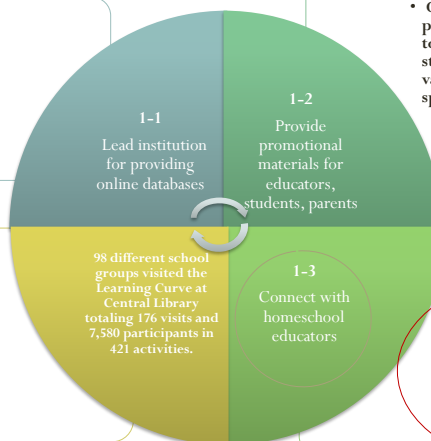 1-1
Lead institution
for providing
online databases
1-2
Provide
promotional
materials for
educators,
students, parents
98 different school
groups visited the
Learning Curve at
Central Library
totaling 176 visits and
7,580 participants in
421 activities.
1-3
Connect with
homeschool
educators